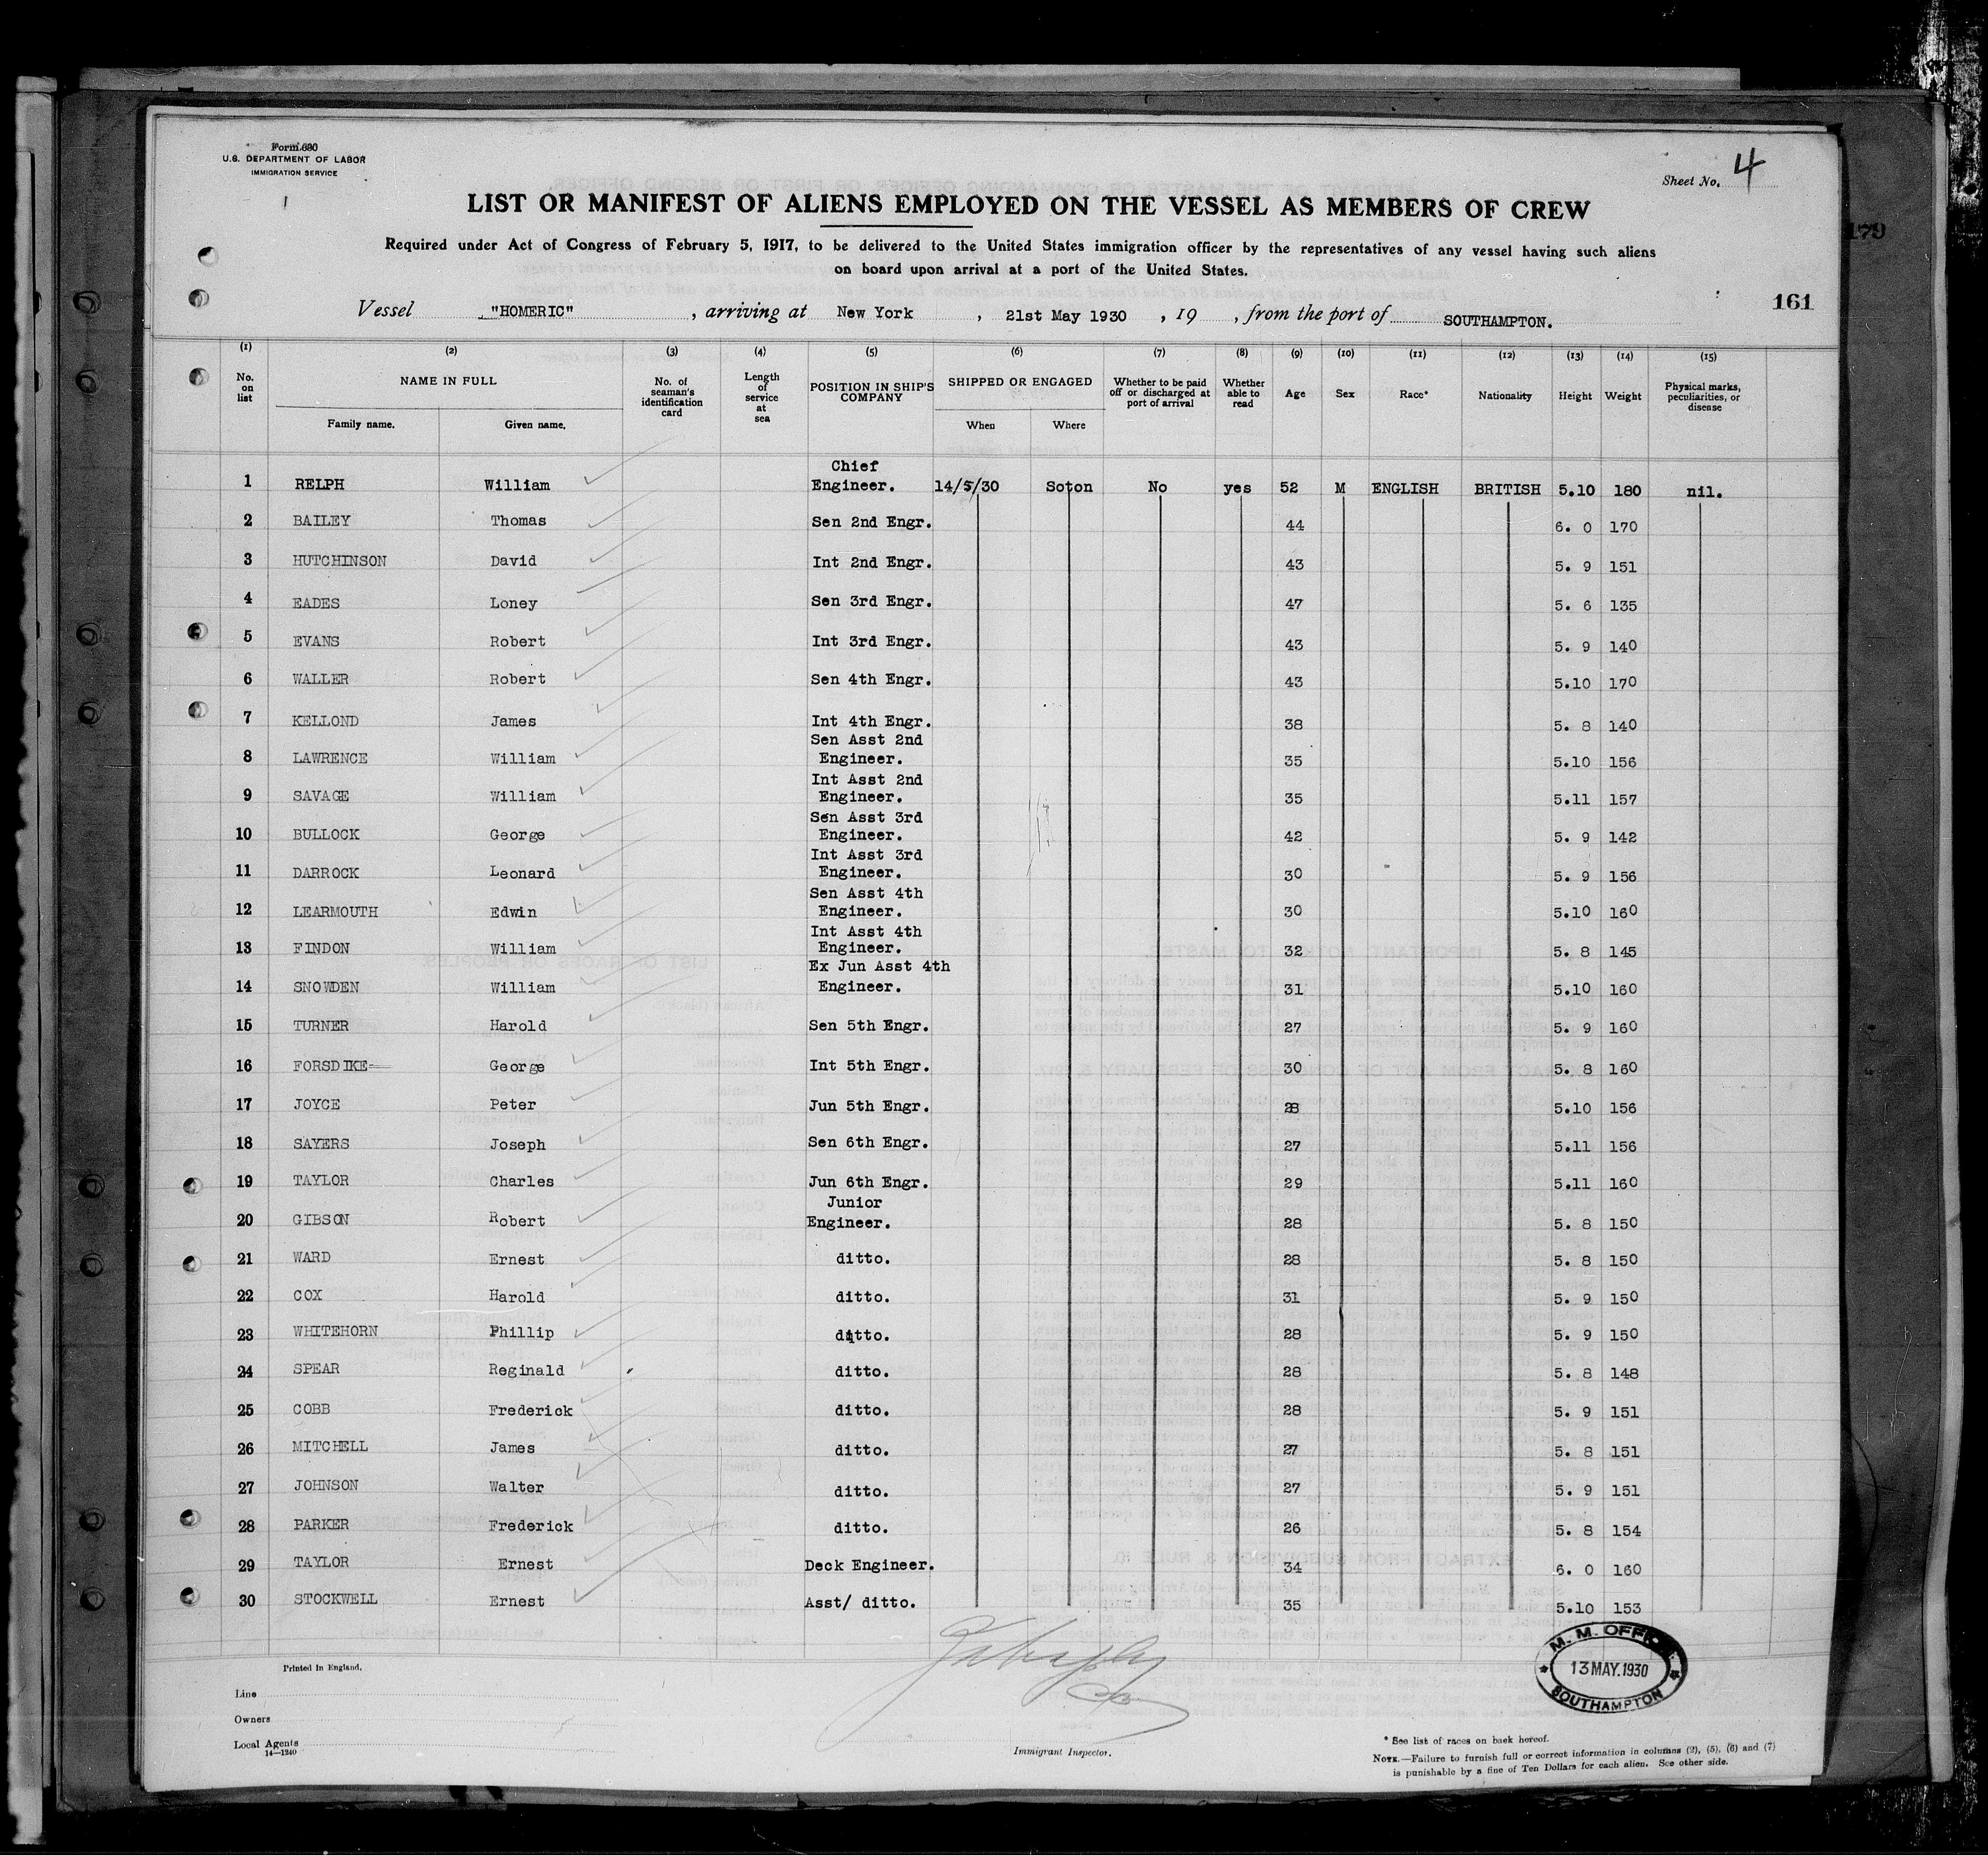 Form 680
U.S. DEPARTMENT OF LABOR
IMMIGRATION SERVICE
Sheet No. 4
LIST OR MANIFEST OF ALIENS EMPLOYED ON THE VESSEL AS MEMBERS OF CREW
Required under Act of Congress of February 5, 1917, to be delivered to the United States immigration officer by the representatives of any vessel having such aliens
on board upon arrival at a port of the United States.
179
161
Vessel "HOMERIC", arriving at New York, 21st May 1930, 19, from the port of SOUTHAMPTON.
(1) (2) (3) (4) (5) (6) (7) (8) (9) (10) (11) (12) (13) (14) (15)
No. on list NAME IN FULL No. of seaman's identification card Length of service at sea POSITION IN SHIP'S COMPANY SHIPPED OR ENGAGED Whether to be paid off or discharged at port of arrival Whether able to read Age Sex Race* Nationality Height Weight Physical marks, peculiarities, or disease
Family name. Given name. When Where
1 RELPH William Chief Engineer. 14/5/30 Soton No yes 52 M ENGLISH BRITISH 5.10 180 nil.
2 BAILEY Thomas Sen 2nd Engr. 44 6. 0 170
3 HUTCHINSON David Int 2nd Engr. 43 5. 9 151
4 EADES Loney Sen 3rd Engr. 47 5. 6 135
5 EVANS Robert Int 3rd Engr. 43 5. 9 140
6 WALLER Robert Sen 4th Engr. 43 5.10 170
7 KELLOND James Int 4th Engr. 38 5. 8 140
8 LAWRENCE William Sen Asst 2nd Engineer. 35 5.10 156
9 SAVAGE William Int Asst 2nd Engineer. 35 5.11 157
10 BULLOCK George Sen Asst 3rd Engineer. 42 5. 9 142
11 DARROCK Leonard Int Asst 3rd Engineer. 30 5. 9 156
12 LEARMOUTH Edwin Sen Asst 4th Engineer. 30 5.10 160
13 FINDON William Int Asst 4th Engineer. 32 5. 8 145
14 SNOWDEN William Ex Jun Asst 4th Engineer. 31 5.10 160
15 TURNER Harold Sen 5th Engr. 27 5. 9 160
16 FORSDIKE George Int 5th Engr. 30 5. 8 160
17 JOYCE Peter Jun 5th Engr. 28 5.10 156
18 SAYERS Joseph Sen 6th Engr. 27 5.11 156
19 TAYLOR Charles Jun 6th Engr. 29 5.11 160
20 GIBSON Robert Junior Engineer. 28 5. 8 150
21 WARD Ernest ditto. 28 5. 8 150
22 COX Harold ditto. 31 5. 9 150
23 WHITEHORN Phillip ditto. 28 5. 9 150
24 SPEAR Reginald ditto. 28 5. 8 148
25 COBB Frederick ditto. 28 5. 9 151
26 MITCHELL James ditto. 27 5. 8 151
27 JOHNSON Walter ditto. 27 5. 9 151
28 PARKER Frederick ditto. 26 5. 8 154
29 TAYLOR Ernest Deck Engineer. 34 6. 0 160
30 STOCKWELL Ernest Asst/ ditto. 35 5.10 153
Printed in England.
Line
Owners
Local Agents
14—1240
Immigrant Inspector.
M. M. OFFICE
13 MAY. 1930
SOUTHAMPTON
* See list of races on back hereof.
NOTE.—Failure to furnish full or correct information in columns (2), (5), (6) and (7)
is punishable by a fine of Ten Dollars for each alien. See other side.